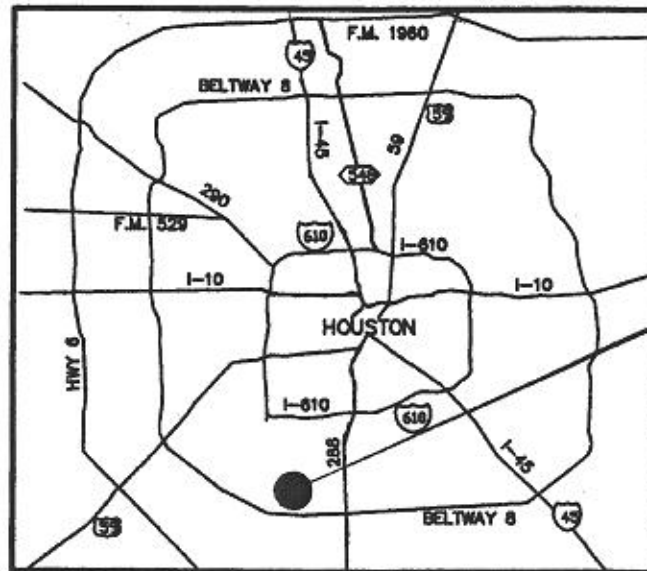 F.M. 1960
45
BELTWAY 8
59
I-45
59
548
290
F.M. 529
610
I-610
I-10
I-10
HOUSTON
HWY 6
I-610
610
288
I-45
59
BELTWAY 8
45